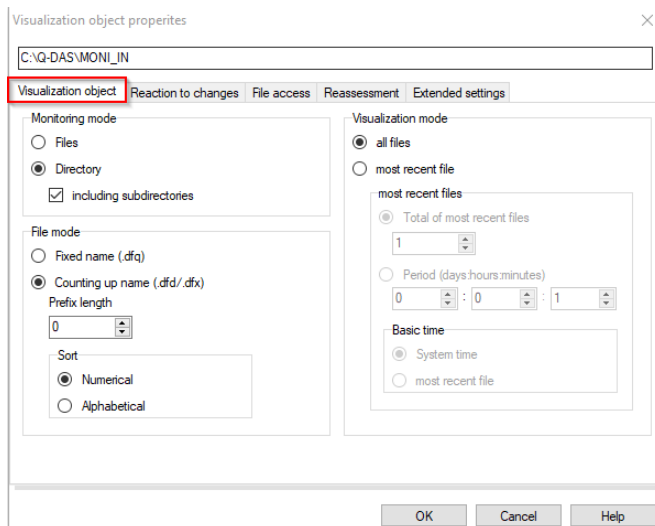 Visualization object properites
C:\Q-DAS\MONI_IN
Visualization object Reaction to changes File access Reassessment Extended settings
Monitoring mode
Files
Directory
including subdirectories
File mode
Fixed name (.dfq)
Counting up name (.dfd/.dfx)
Prefix length
0
Sort
Numerical
Alphabetical
Visualization mode
all files
most recent file
most recent files
Total of most recent files
1
Period (days:hours:minutes)
0 : 0 : 1
Basic time
System time
most recent file
OK Cancel Help